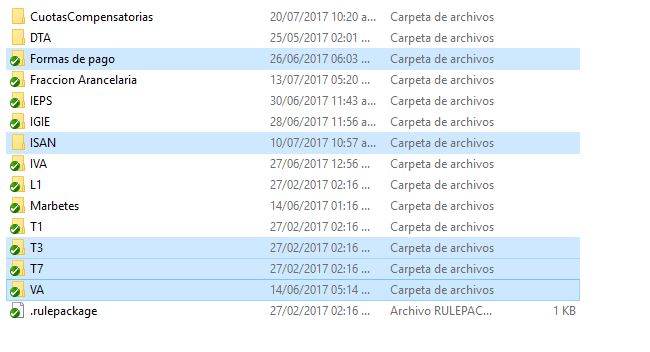 CuotasCompensatorias 20/07/2017 10:20 a... Carpeta de archivos
DTA 25/05/2017 02:01 ... Carpeta de archivos
Formas de pago 26/06/2017 06:03 ... Carpeta de archivos
Fraccion Arancelaria 13/07/2017 05:20 ... Carpeta de archivos
IEPS 30/06/2017 11:43 a... Carpeta de archivos
IGIE 28/06/2017 11:56 a... Carpeta de archivos
ISAN 10/07/2017 10:57 a... Carpeta de archivos
IVA 27/06/2017 12:56 ... Carpeta de archivos
L1 27/02/2017 02:16 ... Carpeta de archivos
Marbetes 14/06/2017 01:16 ... Carpeta de archivos
T1 27/02/2017 02:16 ... Carpeta de archivos
T3 27/02/2017 02:16 ... Carpeta de archivos
T7 27/02/2017 02:16 ... Carpeta de archivos
VA 14/06/2017 05:14 ... Carpeta de archivos
.rulepackage 27/02/2017 02:16 ... Archivo RULEPAC... 1 KB